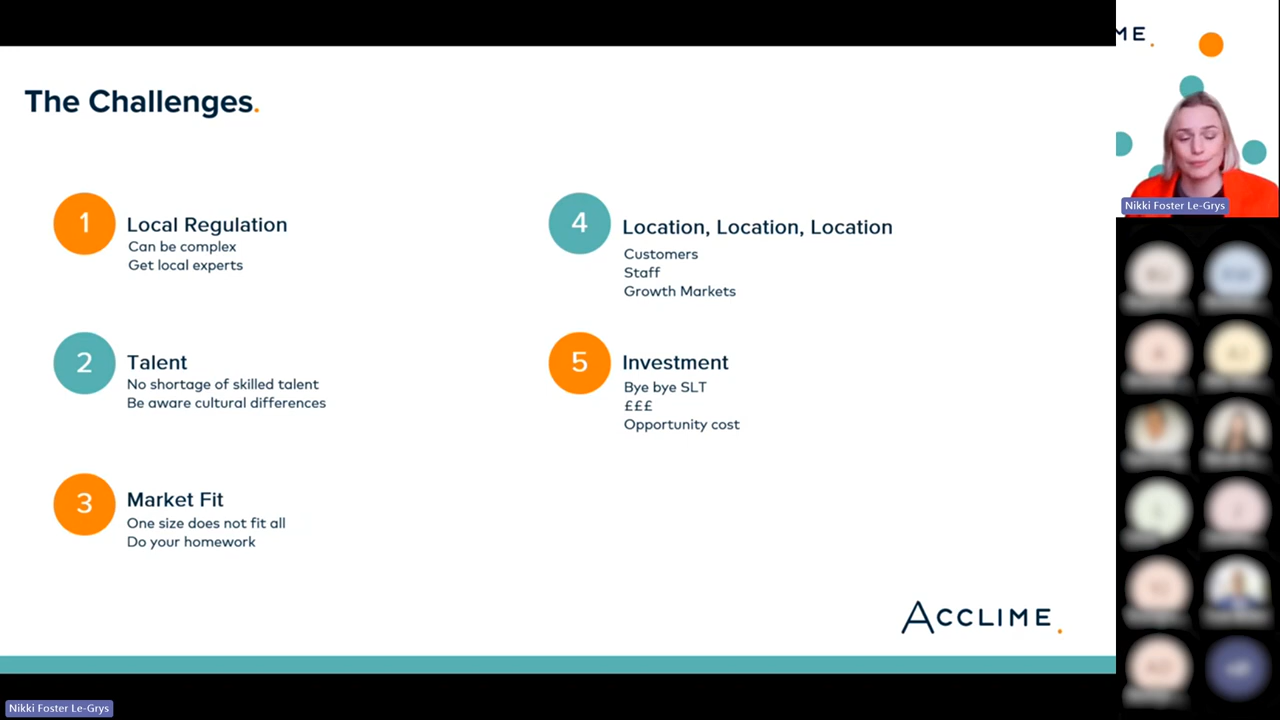 The Challenges.
1
Local Regulation
Can be complex
Get local experts
2
Talent
No shortage of skilled talent
Be aware cultural differences
3
Market Fit
One size does not fit all
Do your homework
4
Location, Location, Location
Customers
Staff
Growth Markets
5
Investment
Bye bye SLT
£££
Opportunity cost
ACCLIME.
ME.
Nikki Foster Le-Grys
Nikki Foster Le-Grys